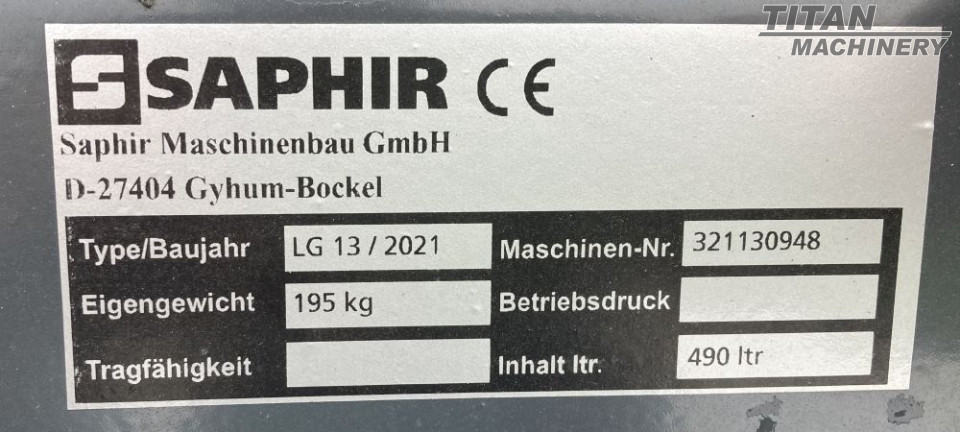 TITAN
MACHINERY
SAPHIR CE
Saphir Maschinenbau GmbH
D-27404 Gyhum-Bockel
Type/Baujahr LG 13 / 2021 Maschinen-Nr. 321130948
Eigengewicht 195 kg Betriebsdruck
Tragfähigkeit Inhalt ltr. 490 ltr